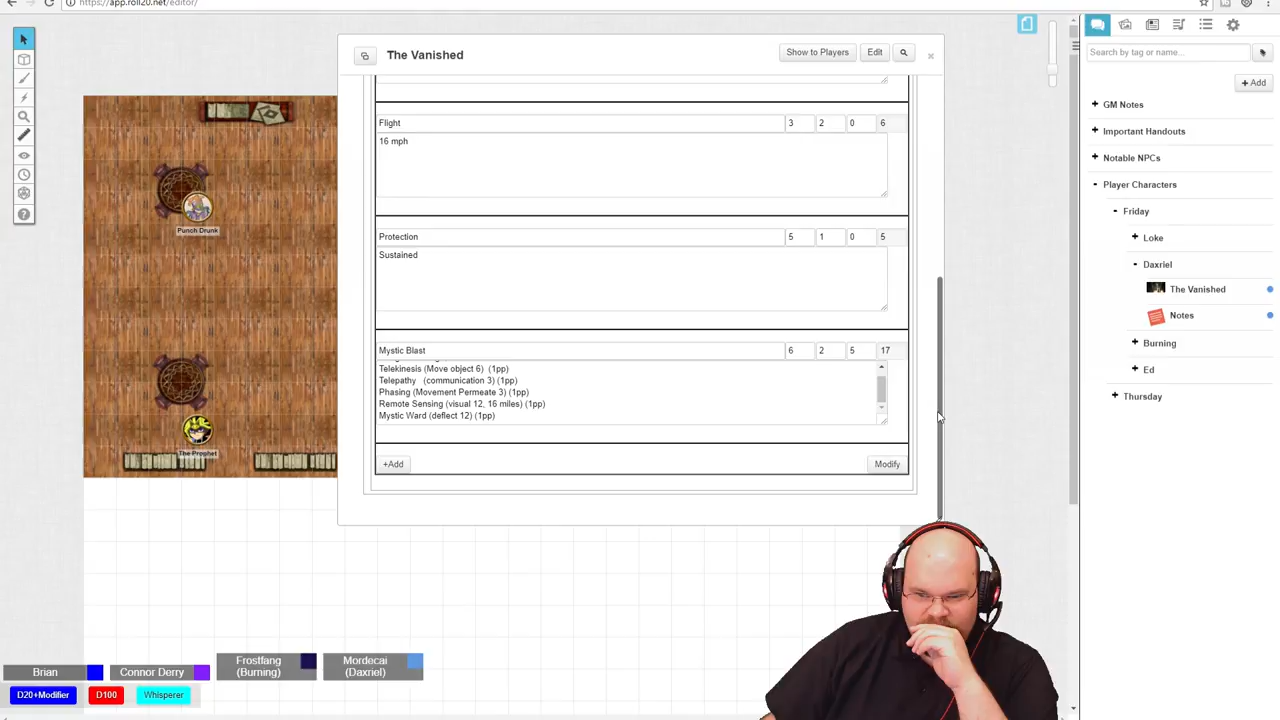 https://app.roll20.net/editor/
The Vanished
Show to Players
Edit
Flight 3 2 0 6
16 mph
Protection 5 1 0 5
Sustained
Mystic Blast 6 2 5 17
Telekinesis (Move object 6) (1pp)
Telepathy (communication 3) (1pp)
Phasing (Movement Permeate 3) (1pp)
Remote Sensing (visual 12, 16 miles) (1pp)
Mystic Ward (deflect 12) (1pp)
+Add
Modify
Punch Drunk
The Prophet
Search by tag or name...
+ Add
GM Notes
Important Handouts
Notable NPCs
Player Characters
Friday
Loke
Daxriel
The Vanished
Notes
Burning
Ed
Thursday
Brian
Connor Derry
Frostfang
(Burning)
Mordecai
(Daxriel)
D20+Modifier
D100
Whisperer